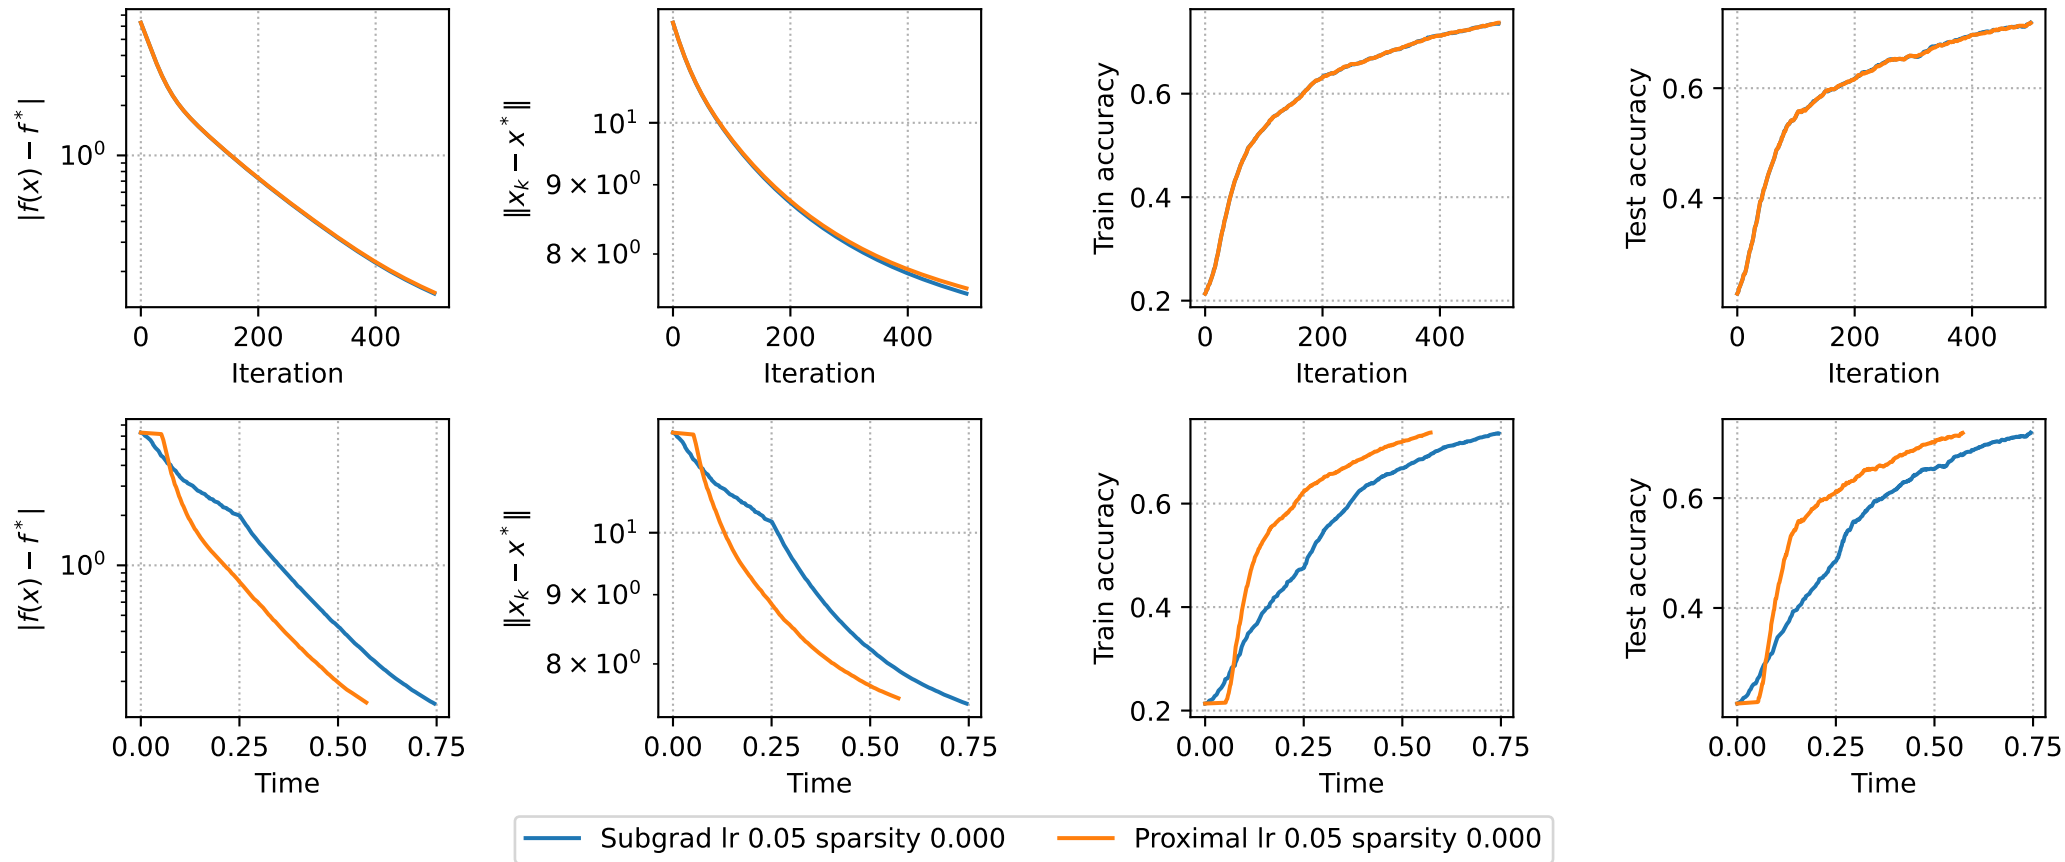 |f(x) − f*|
10⁰
0 200 400
Iteration
‖x_k − x*‖
10¹
9 × 10⁰
8 × 10⁰
0 200 400
Iteration
Train accuracy
0.6
0.4
0.2
0 200 400
Iteration
Test accuracy
0.6
0.4
0 200 400
Iteration
|f(x) − f*|
10⁰
0.00 0.25 0.50 0.75
Time
‖x_k − x*‖
10¹
9 × 10⁰
8 × 10⁰
0.00 0.25 0.50 0.75
Time
Train accuracy
0.6
0.4
0.2
0.00 0.25 0.50 0.75
Time
Test accuracy
0.6
0.4
0.00 0.25 0.50 0.75
Time
Subgrad lr 0.05 sparsity 0.000
Proximal lr 0.05 sparsity 0.000